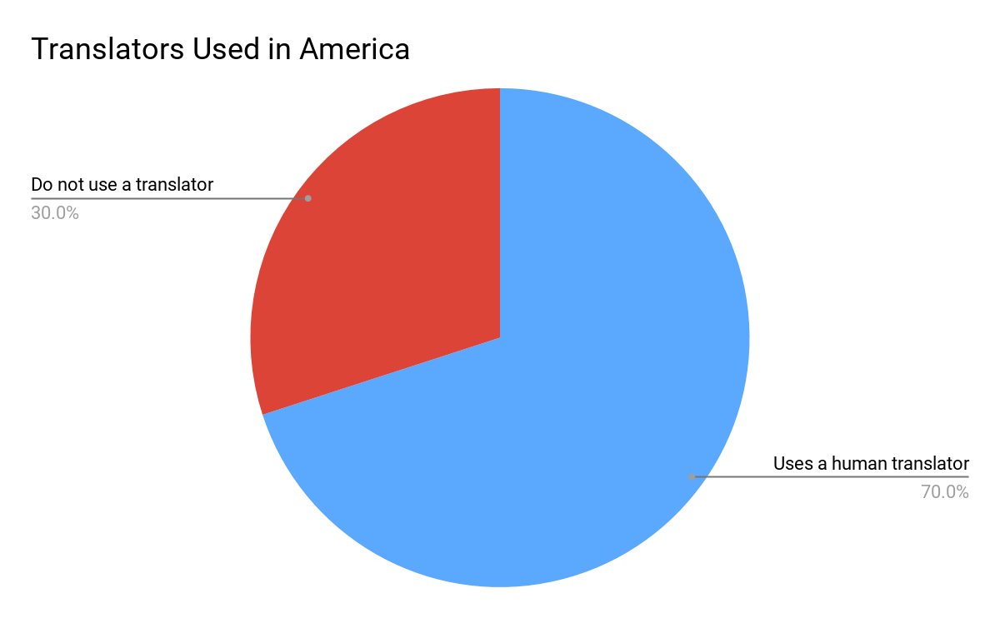 Translators Used in America
Do not use a translator
30.0%
Uses a human translator
70.0%